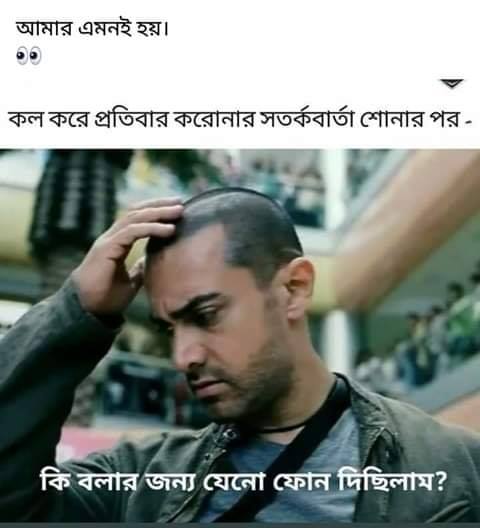 আমার এমনই হয়।
👀
কল করে প্রতিবার করোনার সতর্কবার্তা শোনার পর -
কি বলার জন্য যেনো ফোন দিছিলাম?